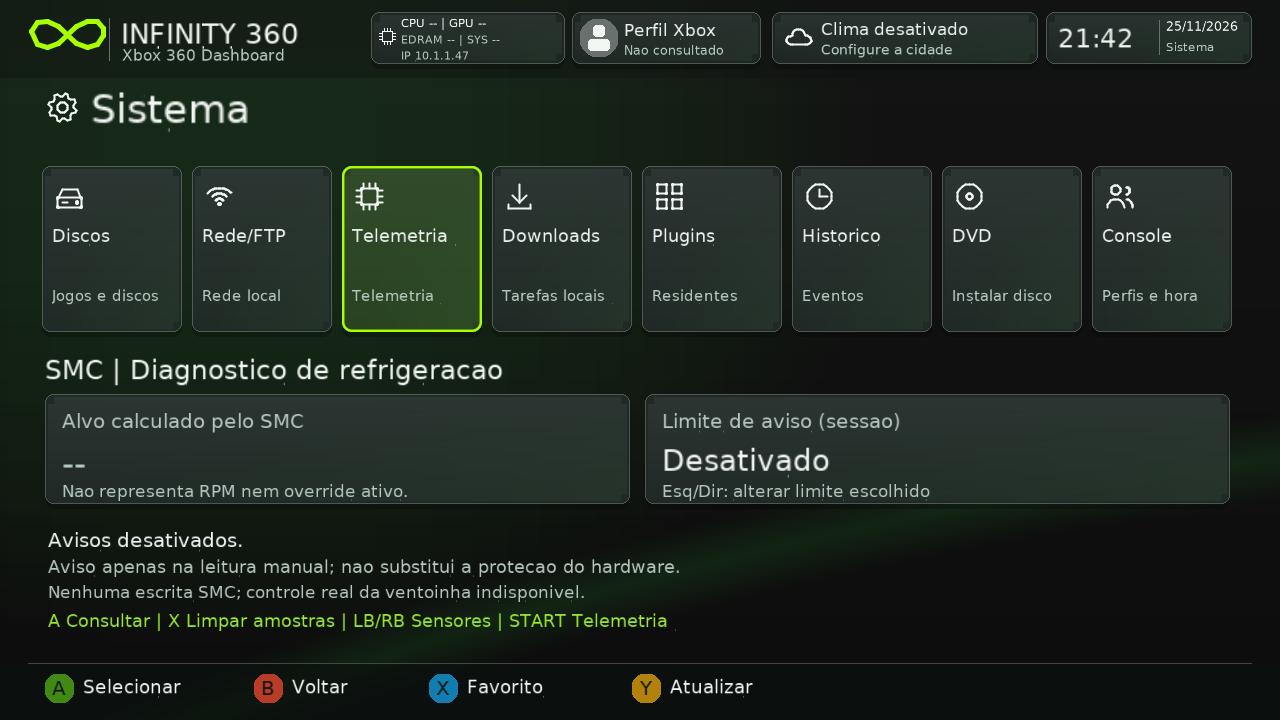 INFINITY 360
Xbox 360 Dashboard
CPU -- | GPU --
EDRAM -- | SYS --
IP 10.1.1.47
Perfil Xbox
Nao consultado
Clima desativado
Configure a cidade
21:42
25/11/2026
Sistema
Sistema
Discos
Jogos e discos
Rede/FTP
Rede local
Telemetria
Telemetria
Downloads
Tarefas locais
Plugins
Residentes
Historico
Eventos
DVD
Instalar disco
Console
Perfis e hora
SMC | Diagnostico de refrigeracao
Alvo calculado pelo SMC
--
Nao representa RPM nem override ativo.
Limite de aviso (sessao)
Desativado
Esq/Dir: alterar limite escolhido
Avisos desativados.
Aviso apenas na leitura manual; nao substitui a protecao do hardware.
Nenhuma escrita SMC; controle real da ventoinha indisponivel.
A Consultar | X Limpar amostras | LB/RB Sensores | START Telemetria
A Selecionar
B Voltar
X Favorito
Y Atualizar